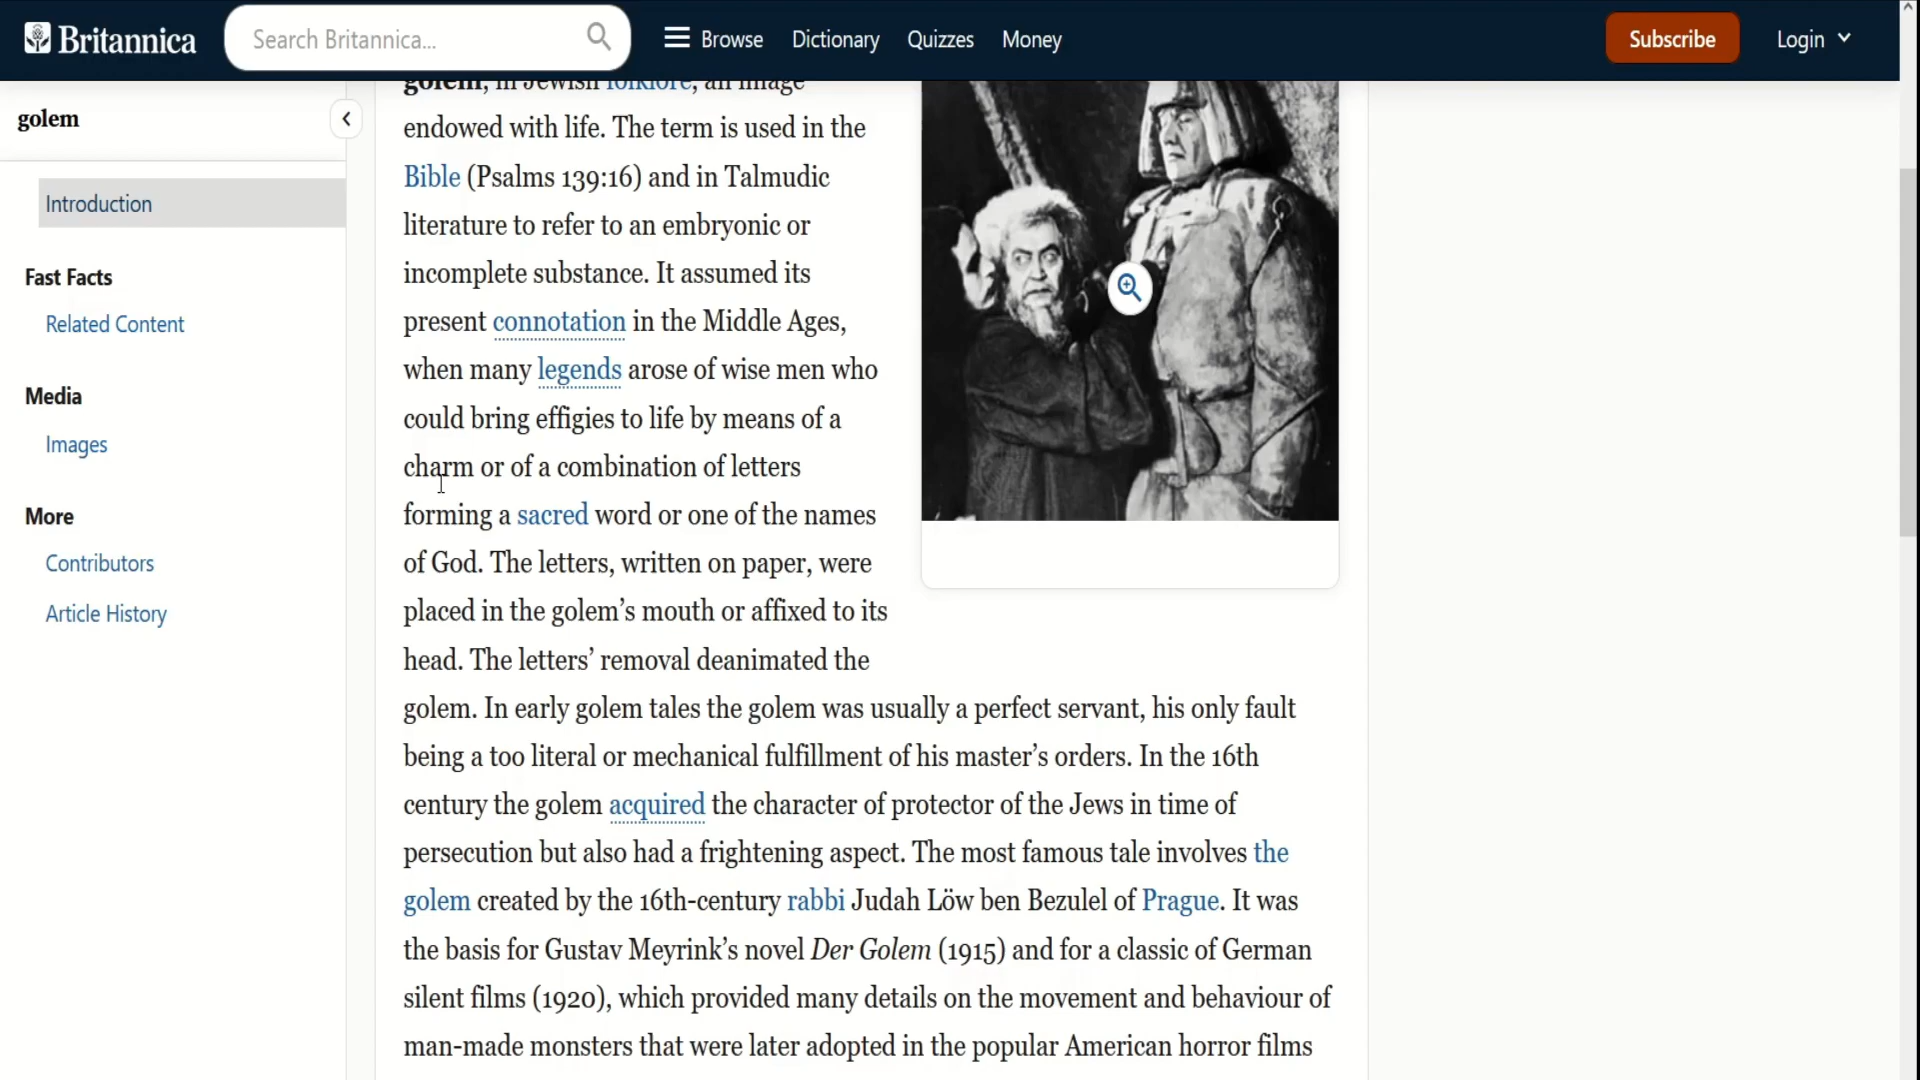 Britannica
Search Britannica...
Browse
Dictionary
Quizzes
Money
Subscribe
Login
golem
Introduction
Fast Facts
Related Content
Media
Images
More
Contributors
Article History
golem, in Jewish folklore, an image
endowed with life. The term is used in the
Bible (Psalms 139:16) and in Talmudic
literature to refer to an embryonic or
incomplete substance. It assumed its
present connotation in the Middle Ages,
when many legends arose of wise men who
could bring effigies to life by means of a
charm or of a combination of letters
forming a sacred word or one of the names
of God. The letters, written on paper, were
placed in the golem’s mouth or affixed to its
head. The letters’ removal deanimated the
golem. In early golem tales the golem was usually a perfect servant, his only fault
being a too literal or mechanical fulfillment of his master’s orders. In the 16th
century the golem acquired the character of protector of the Jews in time of
persecution but also had a frightening aspect. The most famous tale involves the
golem created by the 16th-century rabbi Judah Löw ben Bezulel of Prague. It was
the basis for Gustav Meyrink’s novel Der Golem (1915) and for a classic of German
silent films (1920), which provided many details on the movement and behaviour of
man-made monsters that were later adopted in the popular American horror films